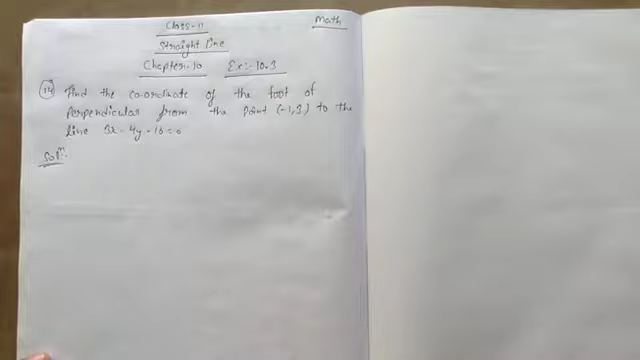 Class-11
Math
Straight line
Chapter-10 Ex:-10.3
(14) Find the co-ordinate of the foot of
perpendicular from the point (-1,3) to the
line 3x-4y-16=0
Solⁿ: